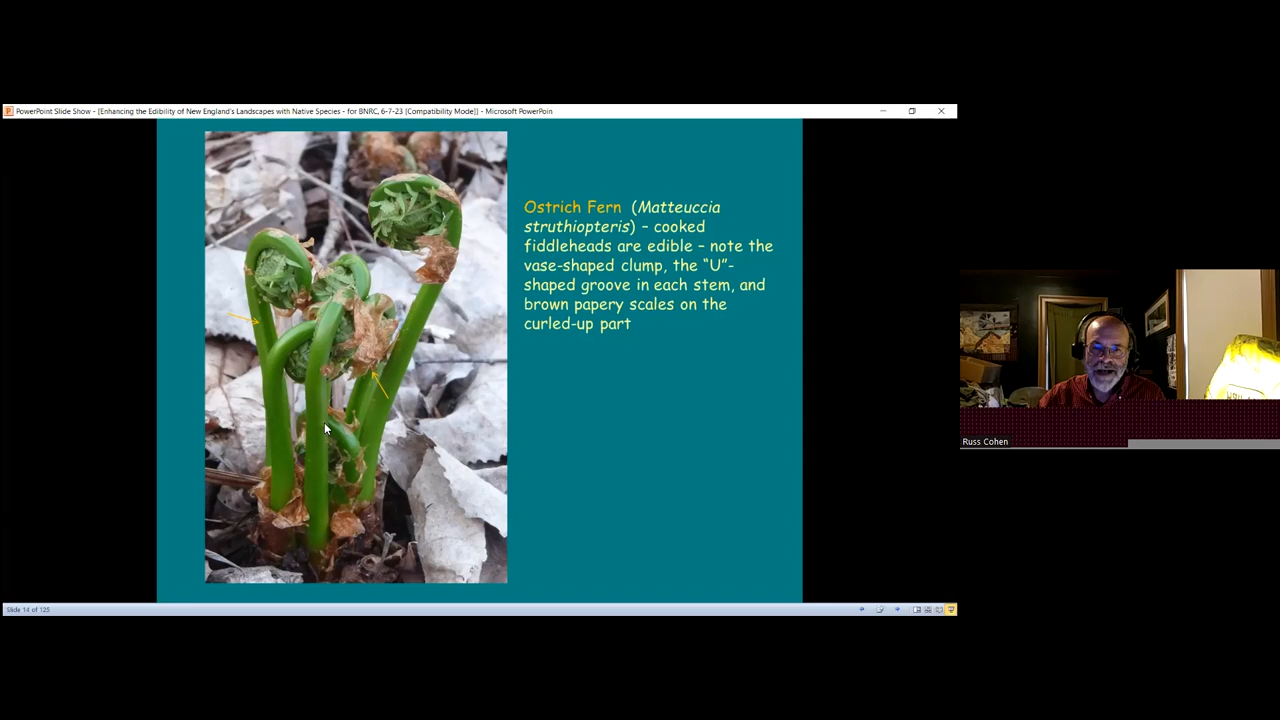 PowerPoint Slide Show - [Enhancing the Edibility of New England's Landscapes with Native Species - for BNRC, 6-7-23 [Compatibility Mode]] - Microsoft PowerPoin
Ostrich Fern (Matteuccia
struthiopteris) – cooked
fiddleheads are edible – note the
vase-shaped clump, the “U”-
shaped groove in each stem, and
brown papery scales on the
curled-up part
Russ Cohen
Slide 14 of 125